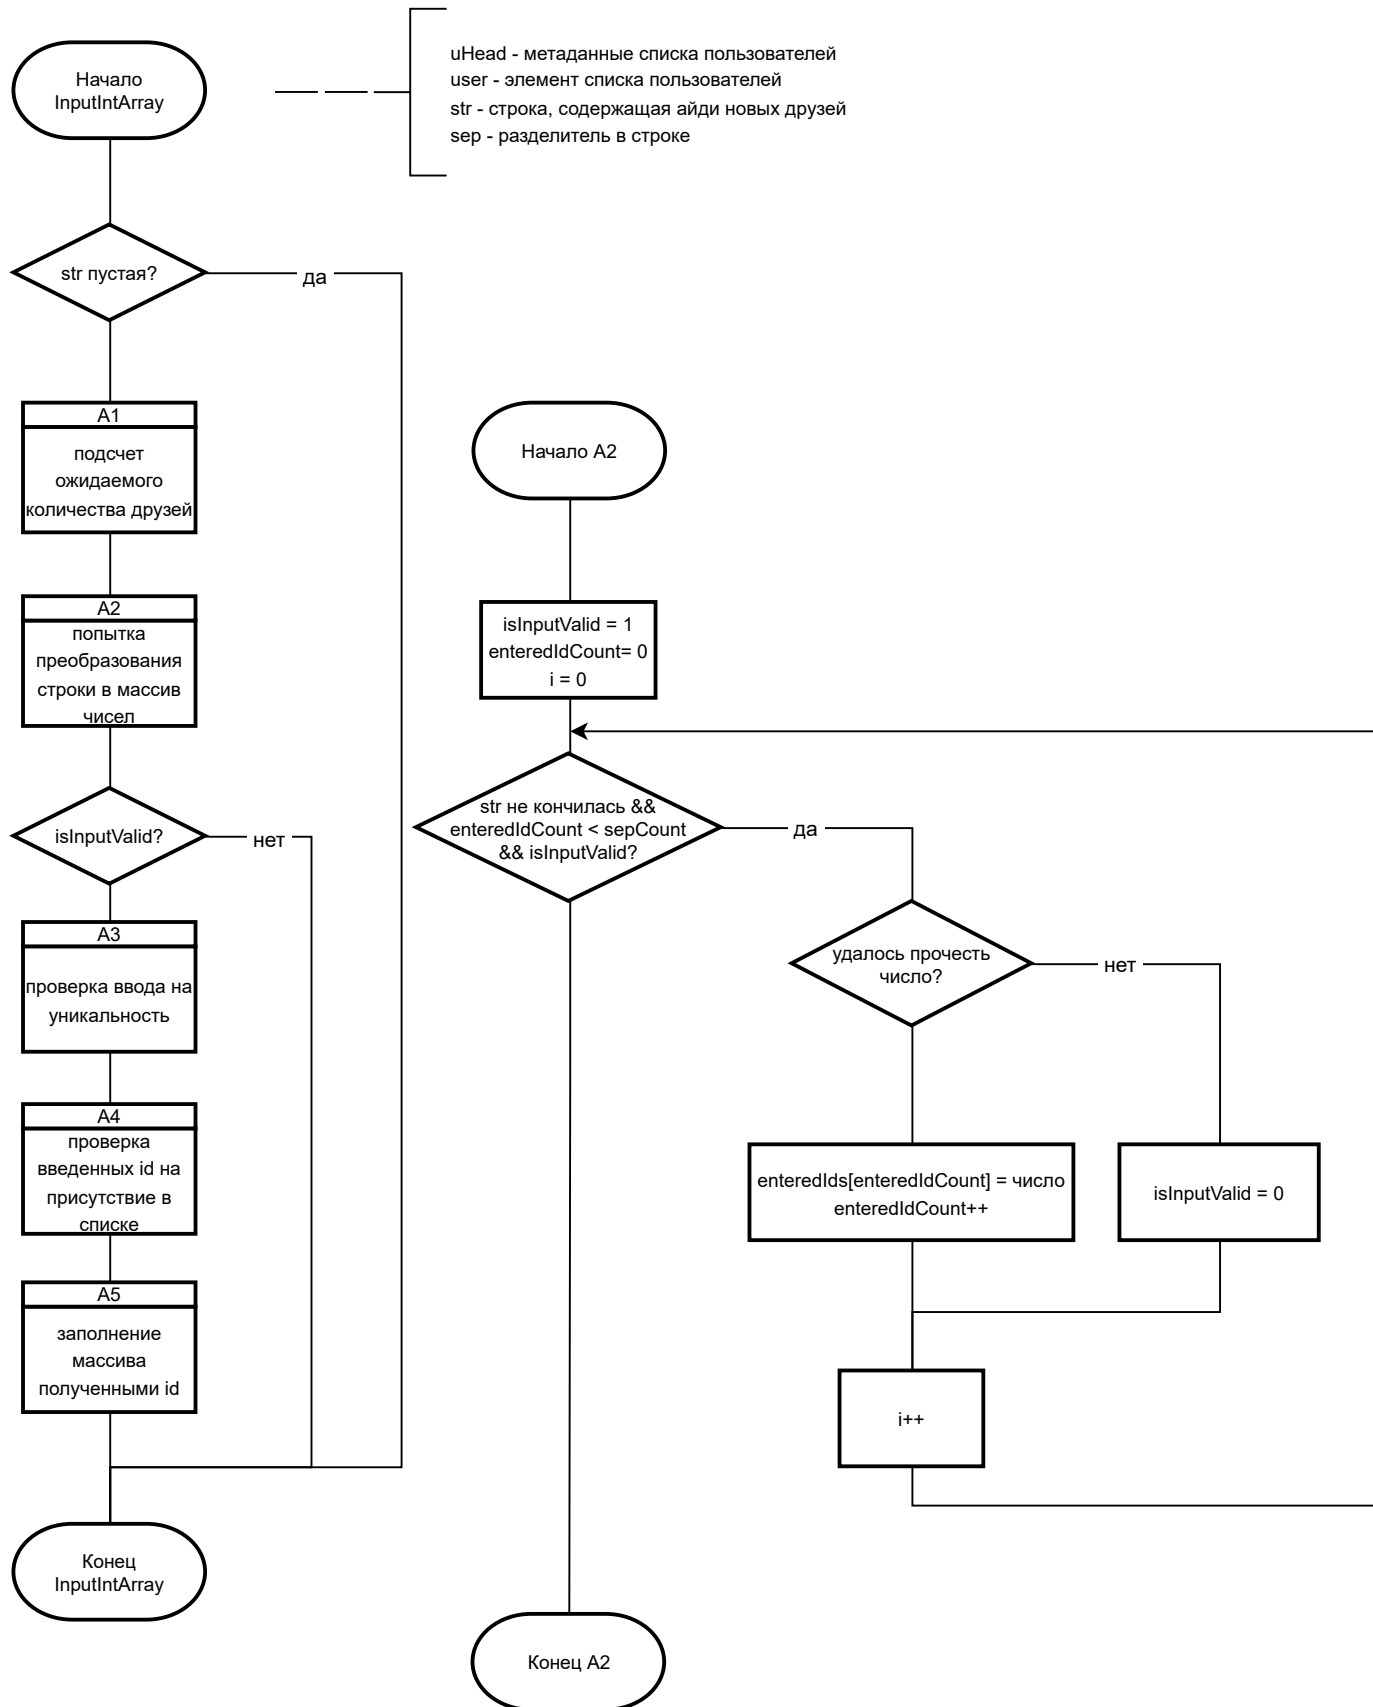 Начало
InputIntArray
uHead - метаданные списка пользователей
user - элемент списка пользователей
str - строка, содержащая айди новых друзей
sep - разделитель в строке
str пустая?
да
A1
подсчет
ожидаемого
количества друзей
A2
попытка
преобразования
строки в массив
чисел
isInputValid?
нет
A3
проверка ввода на
уникальность
A4
проверка
введенных id на
присутствие в
списке
A5
заполнение
массива
полученными id
Конец
InputIntArray
Начало A2
isInputValid = 1
enteredIdCount= 0
i = 0
str не кончилась &&
enteredIdCount < sepCount
&& isInputValid?
да
удалось прочесть
число?
нет
enteredIds[enteredIdCount] = число
enteredIdCount++
isInputValid = 0
i++
Конец A2